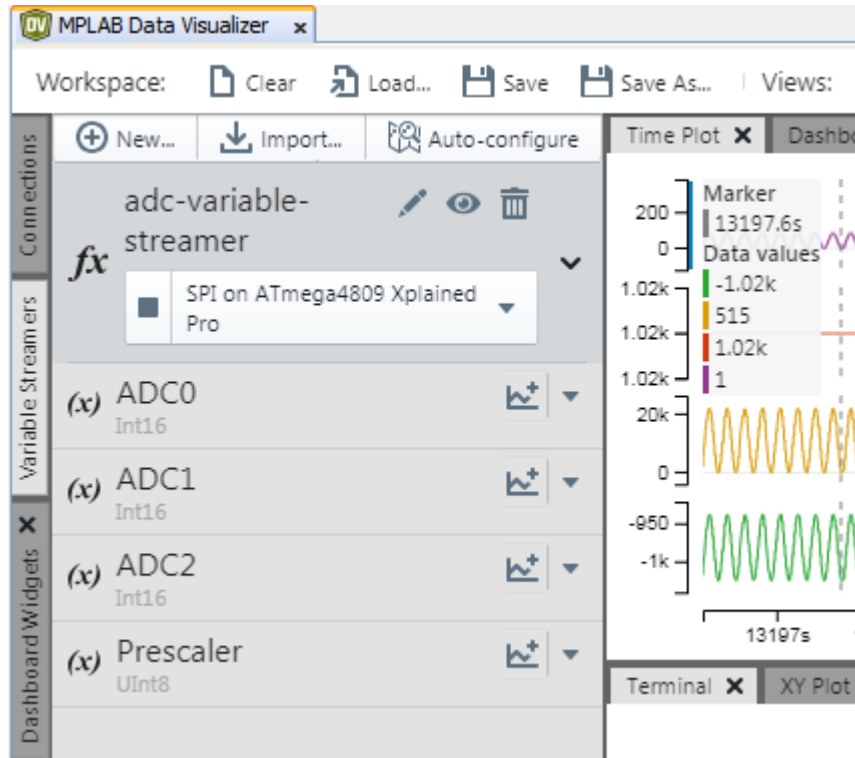 DV MPLAB Data Visualizer x
Workspace: Clear Load... Save Save As... Views:
Connections
Variable Streamers
Dashboard Widgets
New... Import... Auto-configure
fx adc-variable-
streamer
SPI on ATmega4809 Xplained
Pro
(x) ADC0
Int16
(x) ADC1
Int16
(x) ADC2
Int16
(x) Prescaler
UInt8
Time Plot
200
0
Marker
13197.6s
Data values
-1.02k
515
1.02k
1
1.02k
1.02k
1.02k
20k
0
-950
-1k
13197s
Terminal XY Plot